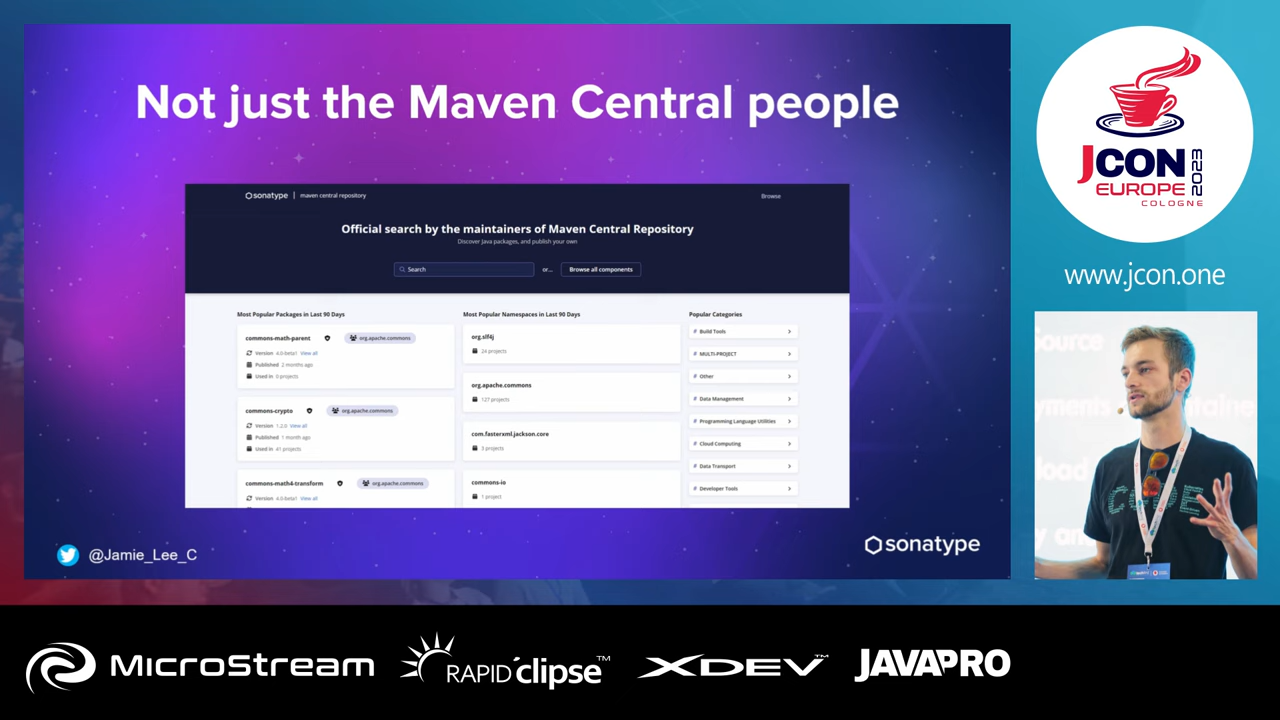 Not just the Maven Central people
sonatype | maven central repository
Browse
Official search by the maintainers of Maven Central Repository
Discover Java packages, and publish your own
Search
or...
Browse all components
Most Popular Packages in Last 90 Days
commons-math-parent
org.apache.commons
Version 4.0-beta1 View all
Published 2 months ago
Used in 0 projects
commons-crypto
org.apache.commons
Version 1.2.0 View all
Published 1 month ago
Used in 41 projects
commons-math4-transform
org.apache.commons
Version 4.0-beta1 View all
Most Popular Namespaces in Last 90 Days
org.slf4j
24 projects
org.apache.commons
127 projects
com.fasterxml.jackson.core
3 projects
commons-io
1 project
Popular Categories
# Build Tools
# MULTI-PROJECT
# Other
# Data Management
# Programming Language Utilities
# Cloud Computing
# Data Transport
# Developer Tools
@Jamie_Lee_C
sonatype
JCON
EUROPE
2023
COLOGNE
www.jcon.one
source
yments
load
CODE
MICROSTREAM
RAPID'clipse™
XDEV™
JAVAPRO